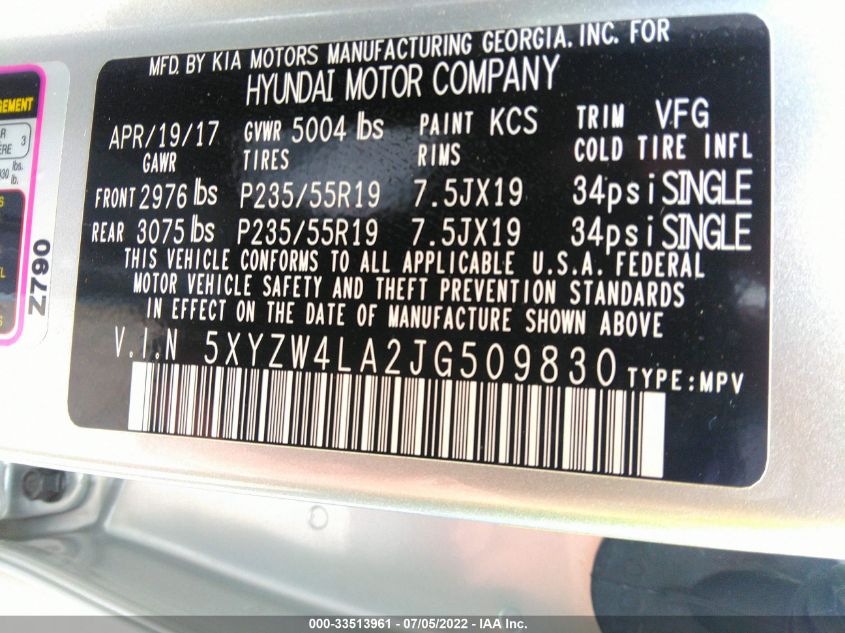 MFD. BY KIA MOTORS MANUFACTURING GEORGIA. INC. FOR
HYUNDAI MOTOR COMPANY
APR/19/17 GVWR 5004 lbs PAINT KCS TRIM VFG
GAWR TIRES RIMS COLD TIRE INFL
FRONT 2976 lbs P235/55R19 7.5JX19 34psi SINGLE
REAR 3075 lbs P235/55R19 7.5JX19 34psi SINGLE
THIS VEHICLE CONFORMS TO ALL APPLICABLE U.S.A. FEDERAL
MOTOR VEHICLE SAFETY AND THEFT PREVENTION STANDARDS
IN EFFECT ON THE DATE OF MANUFACTURE SHOWN ABOVE
V.I.N 5XYZW4LA2JG509830 TYPE:MPV
Z790
3
lbs.
000-33513961 - 07/05/2022 - IAA Inc.